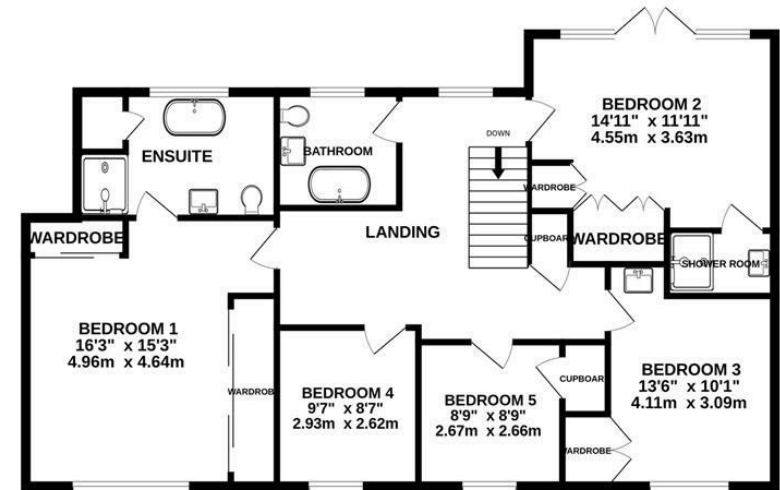 BEDROOM 2
14'11" x 11'11"
4.55m x 3.63m
DOWN
BATHROOM
ENSUITE
WARDROBE
WARDROBE
LANDING
CUPBOARD
WARDROBE
SHOWER ROOM
BEDROOM 1
16'3" x 15'3"
4.96m x 4.64m
WARDROB
BEDROOM 4
9'7" x 8'7"
2.93m x 2.62m
BEDROOM 5
8'9" x 8'9"
2.67m x 2.66m
CUPBOAR
BEDROOM 3
13'6" x 10'1"
4.11m x 3.09m
WARDROBE